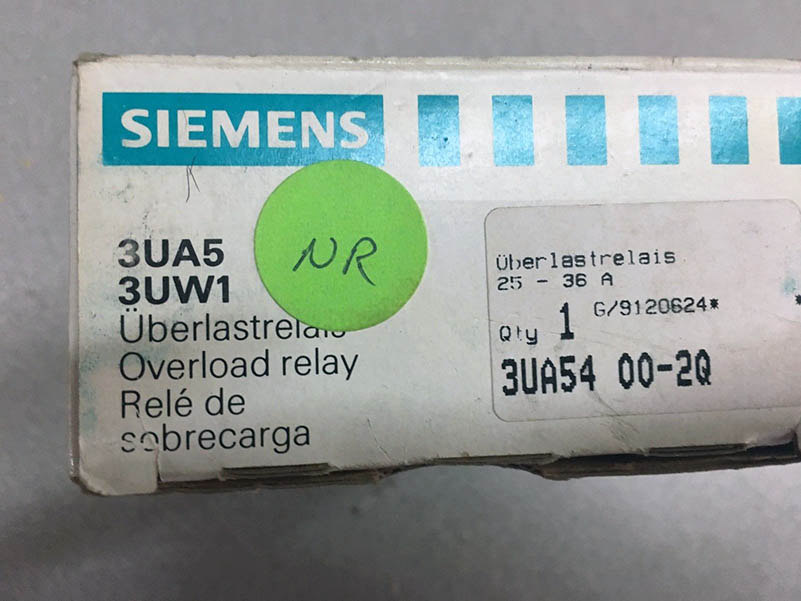 SIEMENS
NR
3UA5
3UW1
Überlastrelais
Overload relay
Relé de
sobrecarga
Überlastrelais
25 - 36 A
G/9120624*
Qty 1
3UA54 00-2Q
*